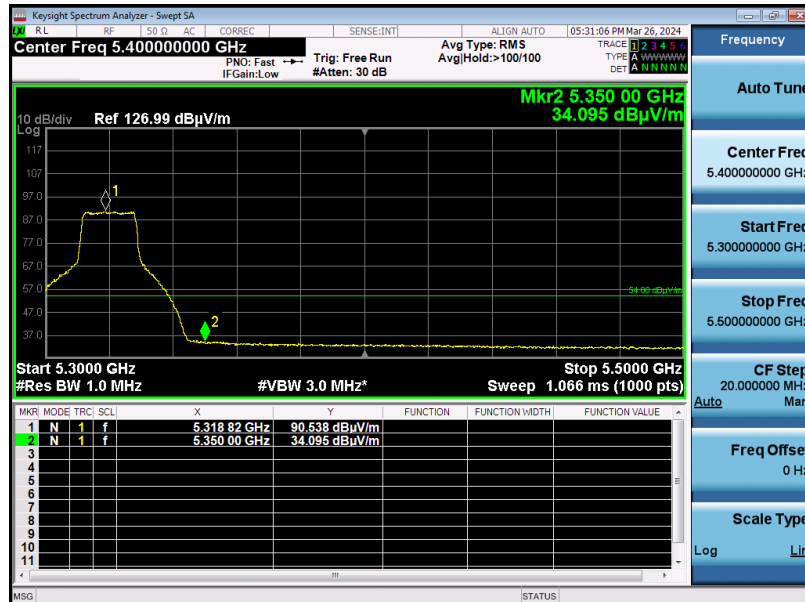 Keysight Spectrum Analyzer - Swept SA
LXI RL RF 50 Ω AC CORREC SENSE:INT ALIGN AUTO 05:31:06 PM Mar 26, 2024
Center Freq 5.400000000 GHz
PNO: Fast
IFGain:Low
Trig: Free Run
#Atten: 30 dB
Avg Type: RMS
Avg|Hold:>100/100
TRACE 1 2 3 4 5 6
TYPE A WWWWW
DET A N N N N N
Mkr2 5.350 00 GHz
34.095 dBµV/m
10 dB/div Ref 126.99 dBµV/m
Log
117
107
97.0
87.0
77.0
67.0
57.0
47.0
37.0
1
2
54.00 dBµV/m
Start 5.3000 GHz Stop 5.5000 GHz
#Res BW 1.0 MHz #VBW 3.0 MHz* Sweep 1.066 ms (1000 pts)
MKR MODE TRC SCL X Y FUNCTION FUNCTION WIDTH FUNCTION VALUE
1 N 1 f 5.318 82 GHz 90.538 dBµV/m
2 N 1 f 5.350 00 GHz 34.095 dBµV/m
3
4
5
6
7
8
9
10
11
MSG STATUS
Frequency
Auto Tune
Center Freq
5.400000000 GHz
Start Freq
5.300000000 GHz
Stop Freq
5.500000000 GHz
CF Step
20.000000 MHz
Auto Man
Freq Offset
0 Hz
Scale Type
Log Lin